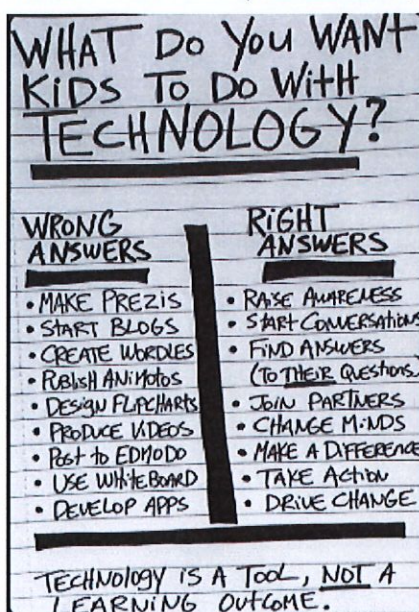 WHAT DO YOU WANT
KIDS TO DO WITH
TECHNOLOGY?
WRONG
ANSWERS
• MAKE PREZIS
• START BLOGS
• CREATE WORDLES
• PUBLISH ANIMOTOS
• DESIGN FLIPCHARTS
• PRODUCE VIDEOS
• POST TO EDMODO
• USE WHITEBOARD
• DEVELOP APPS
RIGHT
ANSWERS
• RAISE AWARENESS
• START CONVERSATIONS
• FIND ANSWERS
(TO THEIR QUESTIONS)
• JOIN PARTNERS
• CHANGE MINDS
• MAKE A DIFFERENCE
• TAKE ACTION
• DRIVE CHANGE
TECHNOLOGY IS A TOOL, NOT A
LEARNING OUTCOME.